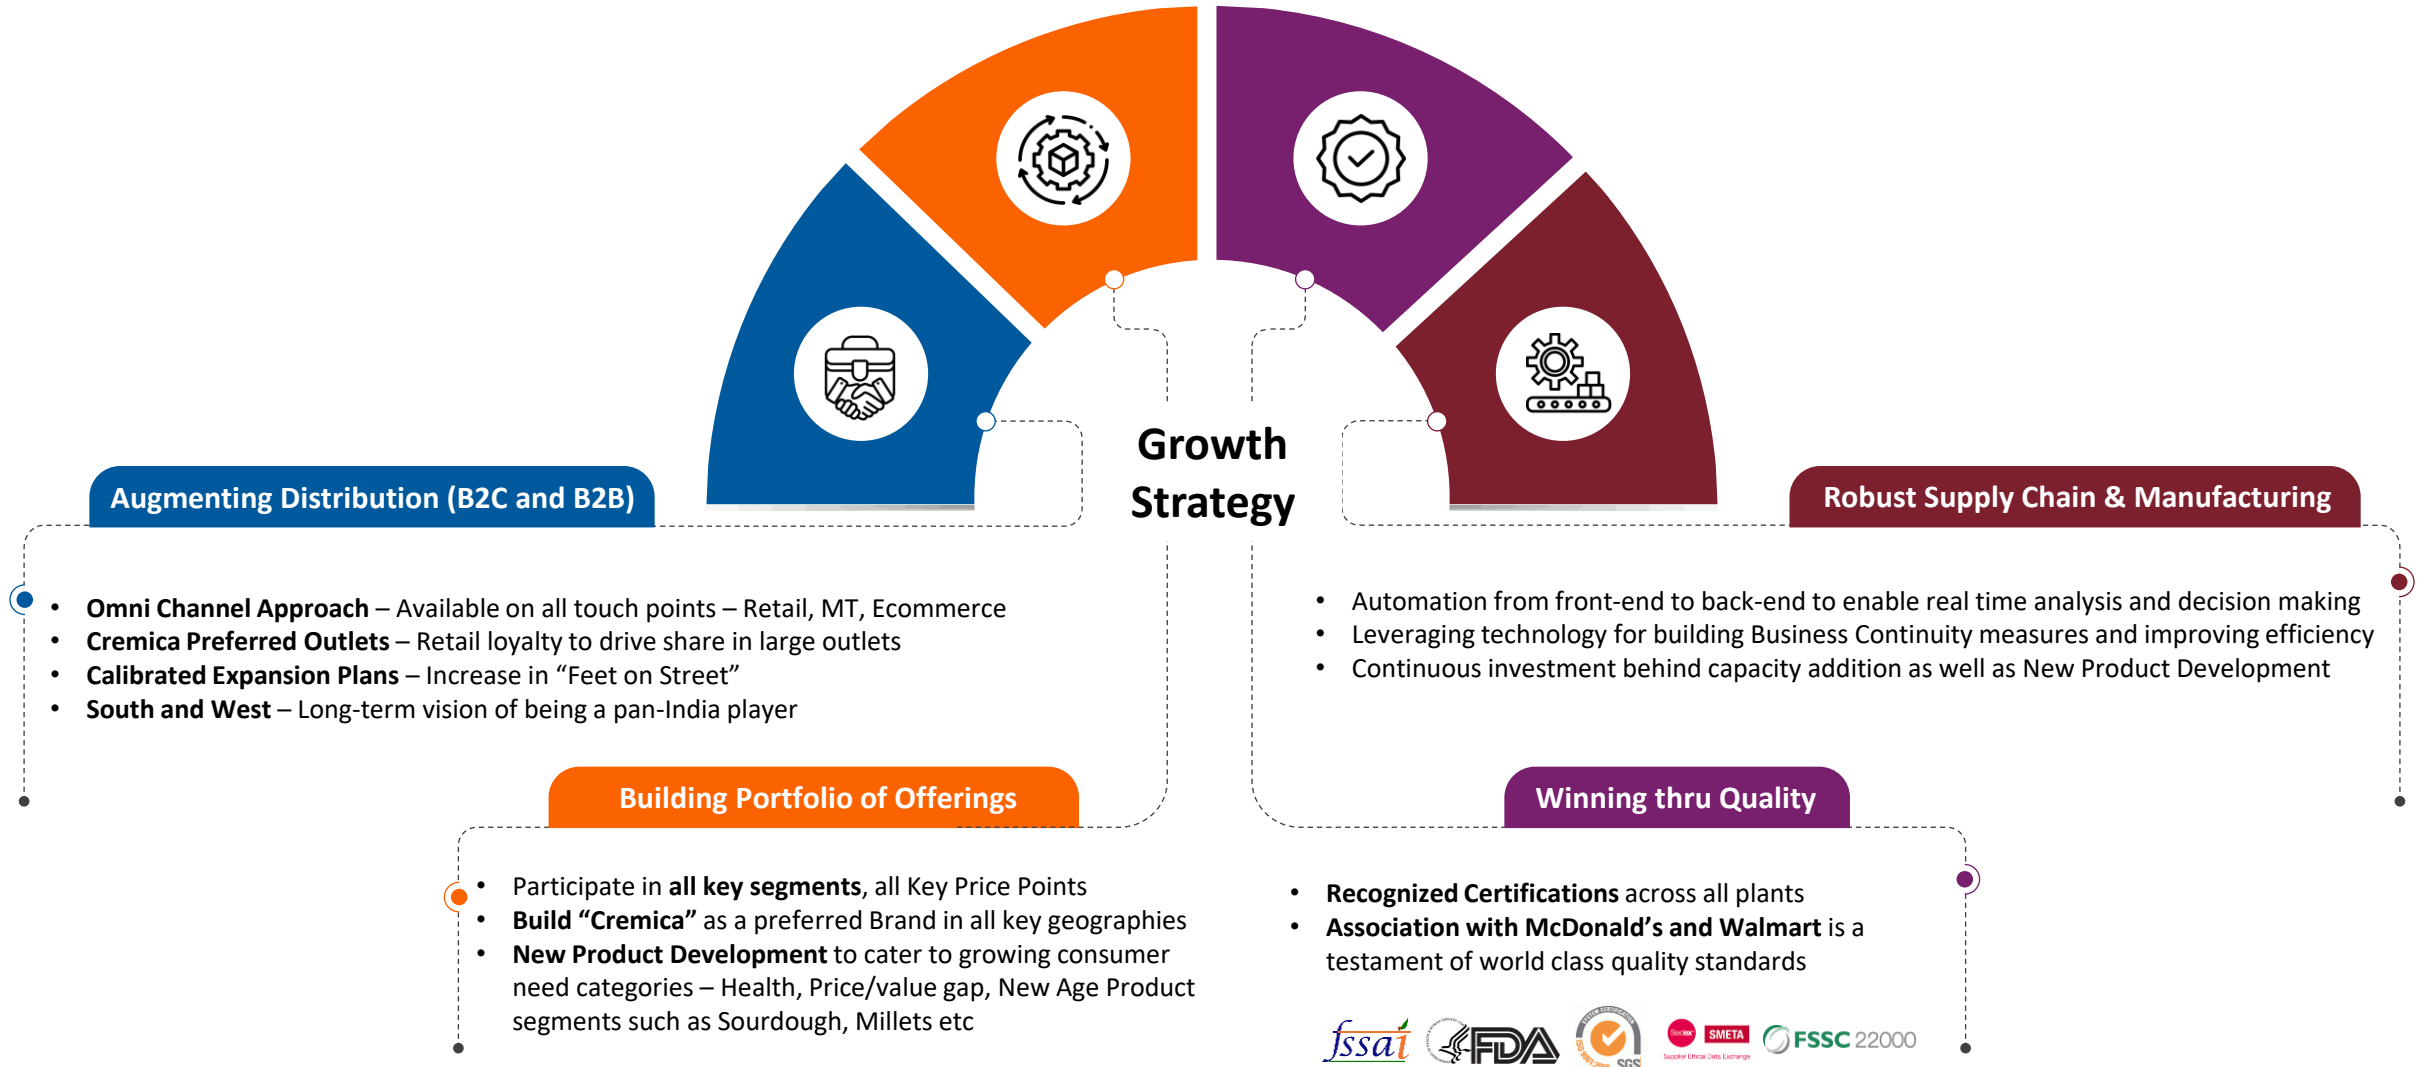 Growth
Strategy
Augmenting Distribution (B2C and B2B)
• Omni Channel Approach – Available on all touch points – Retail, MT, Ecommerce
• Cremica Preferred Outlets – Retail loyalty to drive share in large outlets
• Calibrated Expansion Plans – Increase in “Feet on Street”
• South and West – Long-term vision of being a pan-India player
Robust Supply Chain & Manufacturing
• Automation from front-end to back-end to enable real time analysis and decision making
• Leveraging technology for building Business Continuity measures and improving efficiency
• Continuous investment behind capacity addition as well as New Product Development
Building Portfolio of Offerings
• Participate in all key segments, all Key Price Points
• Build “Cremica” as a preferred Brand in all key geographies
• New Product Development to cater to growing consumer
need categories – Health, Price/value gap, New Age Product
segments such as Sourdough, Millets etc
Winning thru Quality
• Recognized Certifications across all plants
• Association with McDonald’s and Walmart is a
testament of world class quality standards
fssai
FDA
SYSTEM CERTIFICATION
SGS
Sedex
SMETA
Supplier Ethical Data Exchange
FSSC 22000